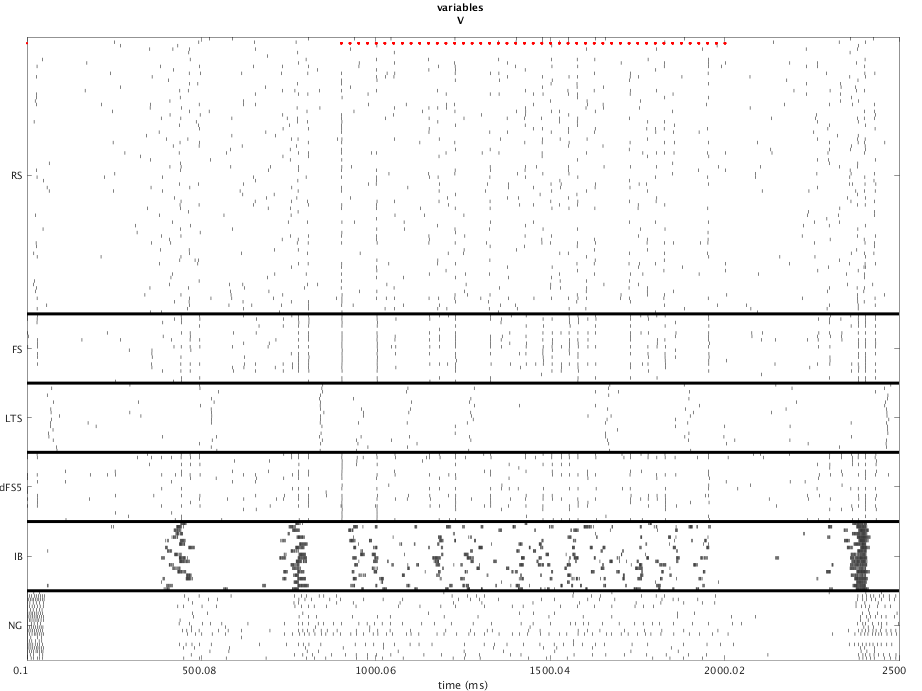 variables
V
RS
FS
LTS
dFS5
IB
NG
0.1
500.08
1000.06
1500.04
2000.02
2500
time (ms)